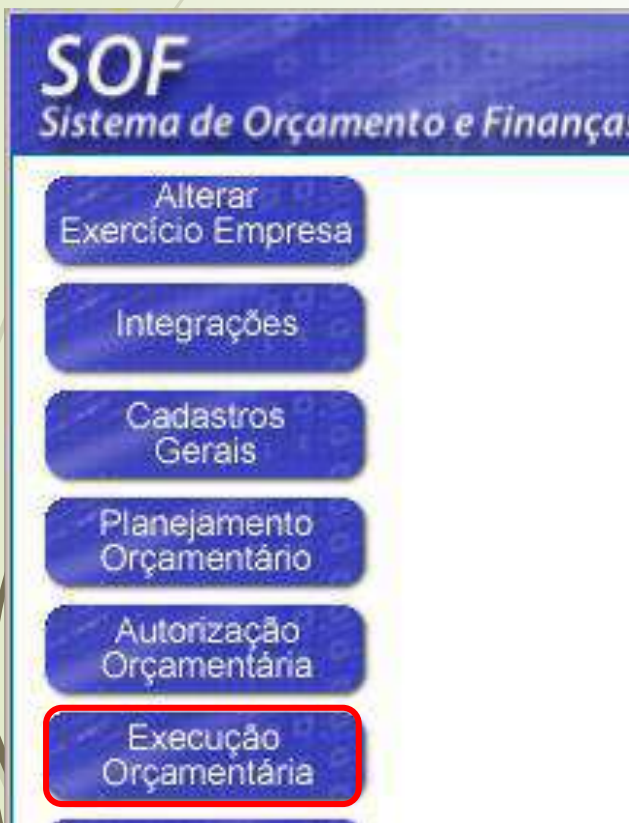 SOF
Sistema de Orçamento e Finanças
Alterar
Exercício Empresa
Integrações
Cadastros
Gerais
Planejamento
Orçamentário
Autorização
Orçamentária
Execução
Orçamentária